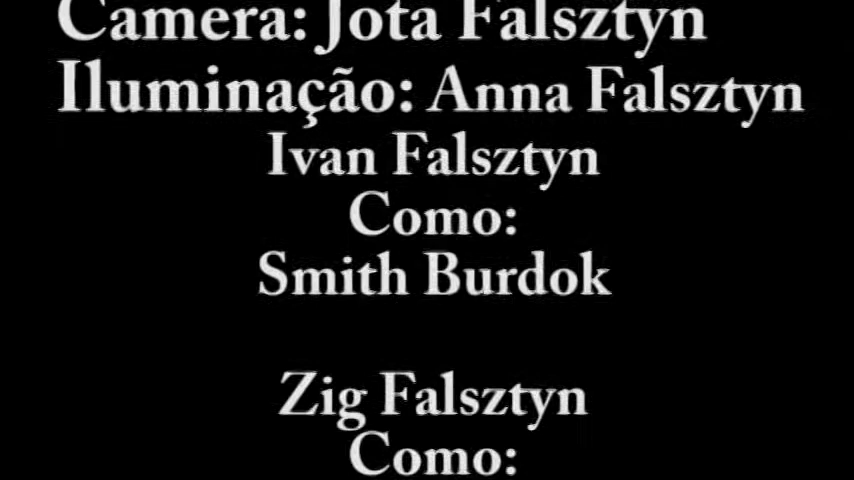 Camera: Jota Falsztyn
Iluminação: Anna Falsztyn
Ivan Falsztyn
Como:
Smith Burdok
Zig Falsztyn
Como: